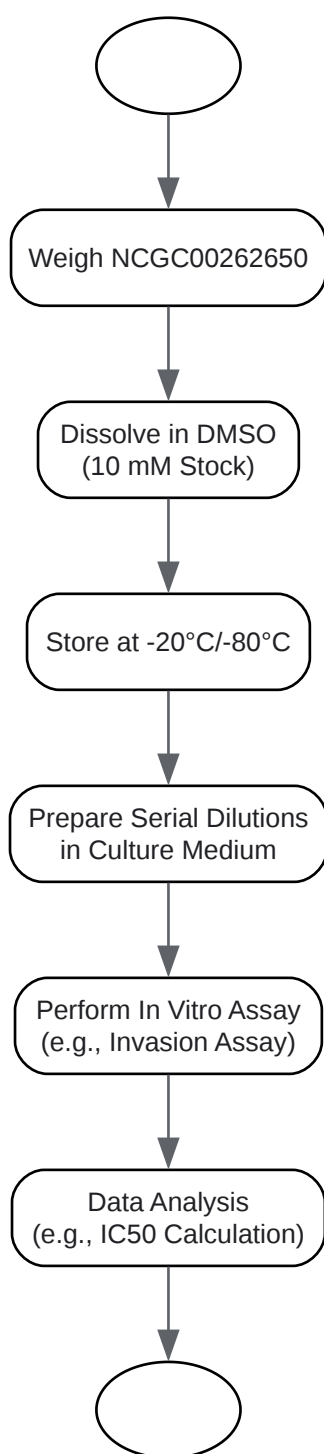 Weigh NCGC00262650
Dissolve in DMSO
(10 mM Stock)
Store at -20°C/-80°C
Prepare Serial Dilutions
in Culture Medium
Perform In Vitro Assay
(e.g., Invasion Assay)
Data Analysis
(e.g., IC50 Calculation)